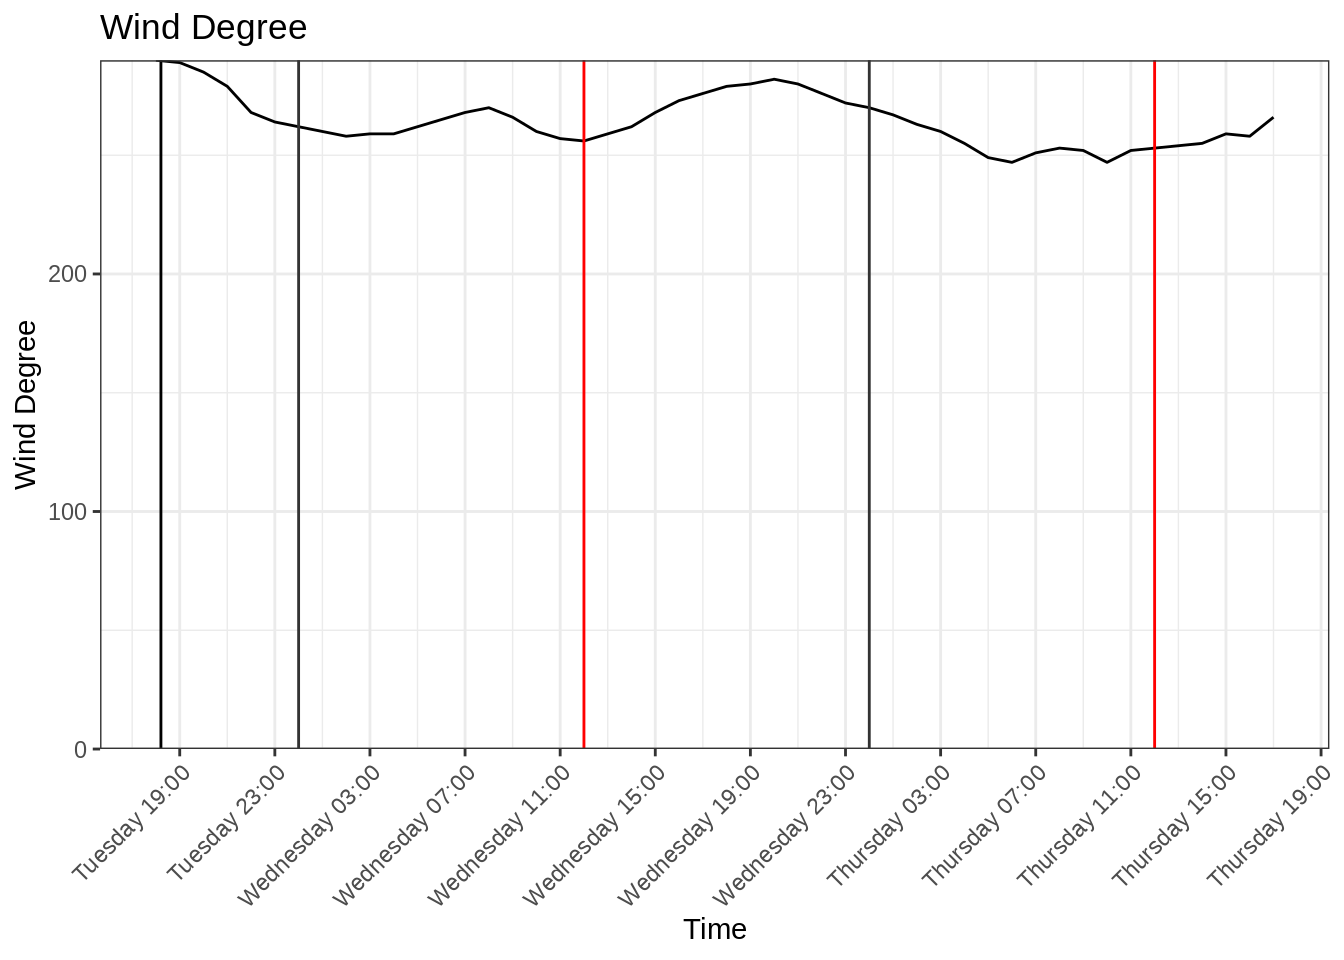 Wind Degree
Wind Degree
200
100
0
Tuesday 19:00
Tuesday 23:00
Wednesday 03:00
Wednesday 07:00
Wednesday 11:00
Wednesday 15:00
Wednesday 19:00
Wednesday 23:00
Thursday 03:00
Thursday 07:00
Thursday 11:00
Thursday 15:00
Thursday 19:00
Time